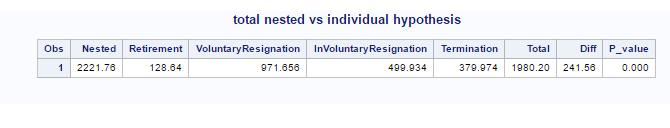 total nested vs individual hypothesis
Obs Nested Retirement VoluntaryResignation InVoluntaryResignation Termination Total Diff P_value
1 2221.76 128.64 971.656 499.934 379.974 1980.20 241.56 0.000